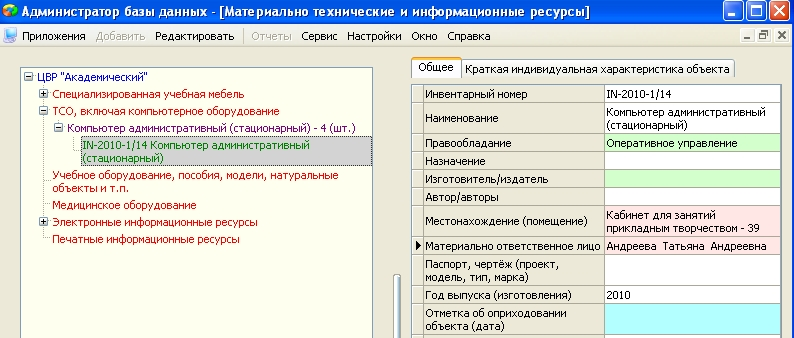 Администратор базы данных - [Материально технические и информационные ресурсы]
Приложения Добавить Редактировать Отчеты Сервис Настройки Окно Справка
ЦВР "Академический"
Специализированная учебная мебель
ТСО, включая компьютерное оборудование
Компьютер административный (стационарный) - 4 (шт.)
IN-2010-1/14 Компьютер административный
(стационарный)
Учебное оборудование, пособия, модели, натуральные
объекты и т.п.
Медицинское оборудование
Электронные информационные ресурсы
Печатные информационные ресурсы
Общее Краткая индивидуальная характеристика объекта
Инвентарный номер IN-2010-1/14
Наименование Компьютер административный
(стационарный)
Правообладание Оперативное управление
Назначение
Изготовитель/издатель
Автор/авторы
Местонахождение (помещение) Кабинет для занятий
прикладным творчеством - 39
Материально ответственное лицо Андреева Татьяна Андреевна
Паспорт, чертёж (проект,
модель, тип, марка)
Год выпуска (изготовления) 2010
Отметка об оприходовании
объекта (дата)